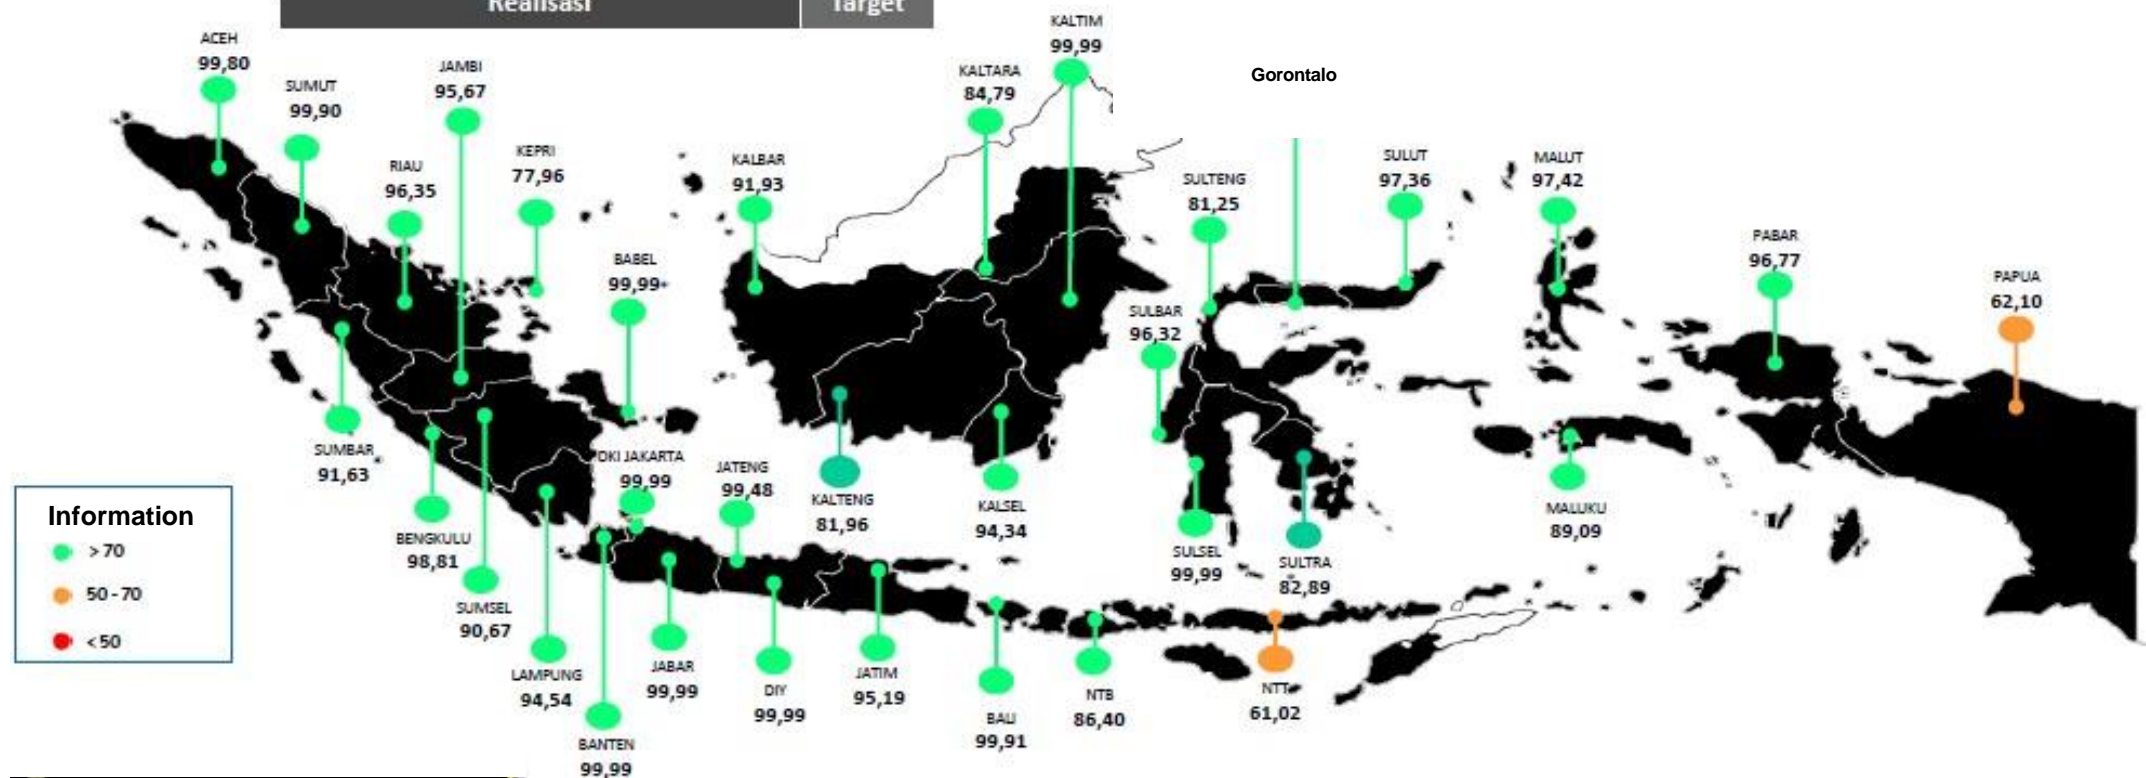 Realisasi
Target
ACEH
99,80
SUMUT
99,90
JAMBI
95,67
RIAU
96,35
KEPRI
77,96
BABEL
99,99+
KALBAR
91,93
KALTARA
84,79
KALTIM
99,99
Gorontalo
SULTENG
81,25
SULUT
97,36
MALUT
97,42
PABAR
96,77
PAPUA
62,10
SULBAR
96,32
SUMBAR
91,63
DKI JAKARTA
99,99
JATENG
99,48
KALTENG
81,96
KALSEL
94,34
SULSEL
99,99
SULTRA
82,89
MALUKU
89,09
BENGKULU
98,81
SUMSEL
90,67
LAMPUNG
94,54
BANTEN
99,99
JABAR
99,99
DIY
99,99
JATIM
95,19
BALI
99,91
NTB
86,40
NTT
61,02
Information
>70
50-70
<50